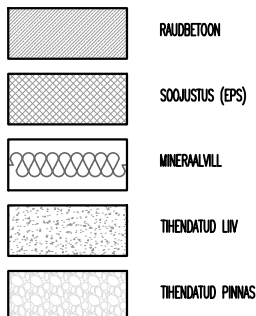 RAUDBETOON
SOOJUSTUS (EPS)
MINERAALVILL
TIHENDATUD LIIV
TIHENDATUD PINNAS